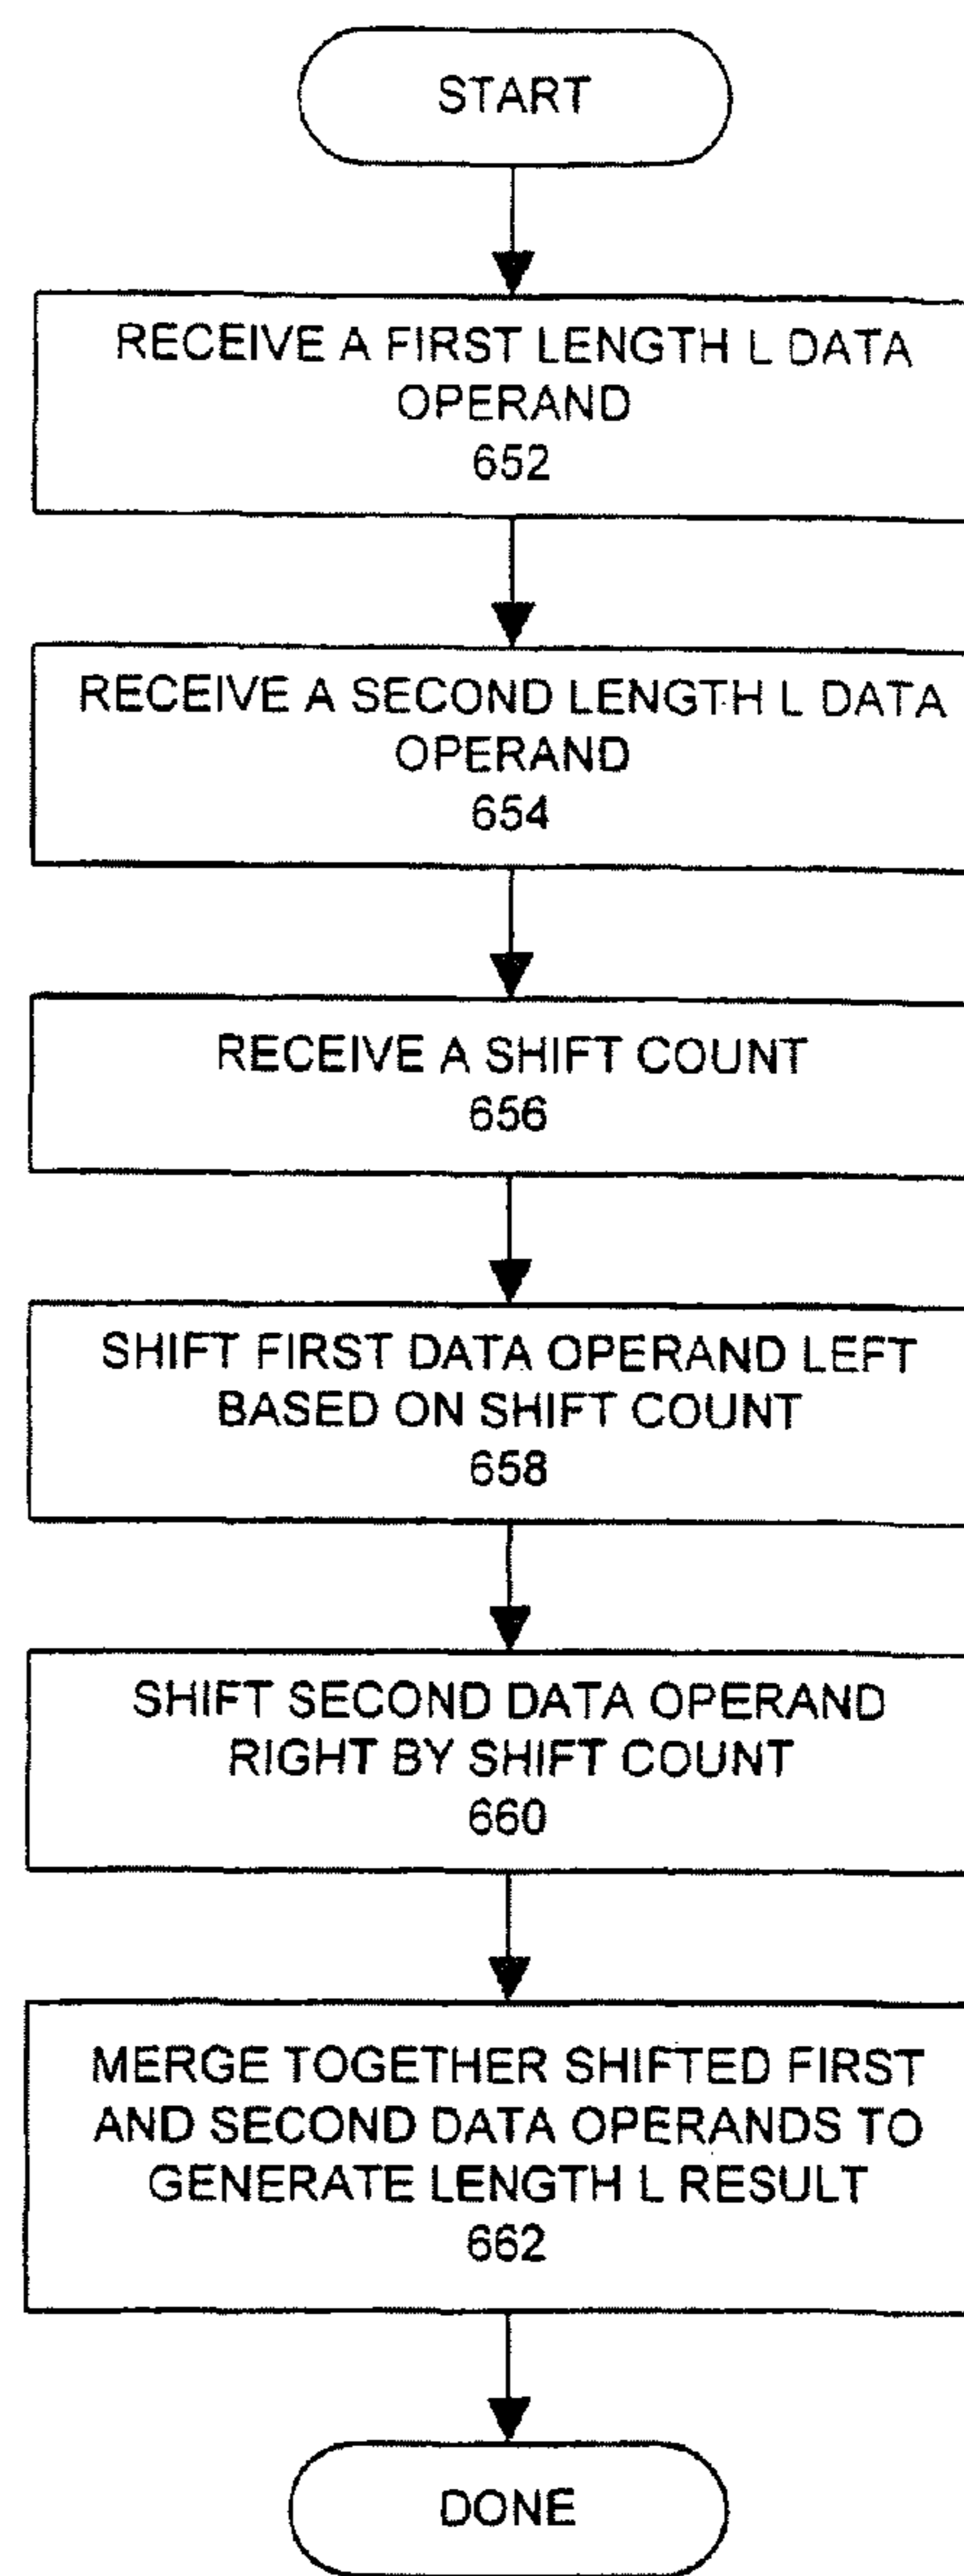 START
RECEIVE A FIRST LENGTH L DATA
OPERAND
652
RECEIVE A SECOND LENGTH L DATA
OPERAND
654
RECEIVE A SHIFT COUNT
656
SHIFT FIRST DATA OPERAND LEFT
BASED ON SHIFT COUNT
658
SHIFT SECOND DATA OPERAND
RIGHT BY SHIFT COUNT
660
MERGE TOGETHER SHIFTED FIRST
AND SECOND DATA OPERANDS TO
GENERATE LENGTH L RESULT
662
DONE